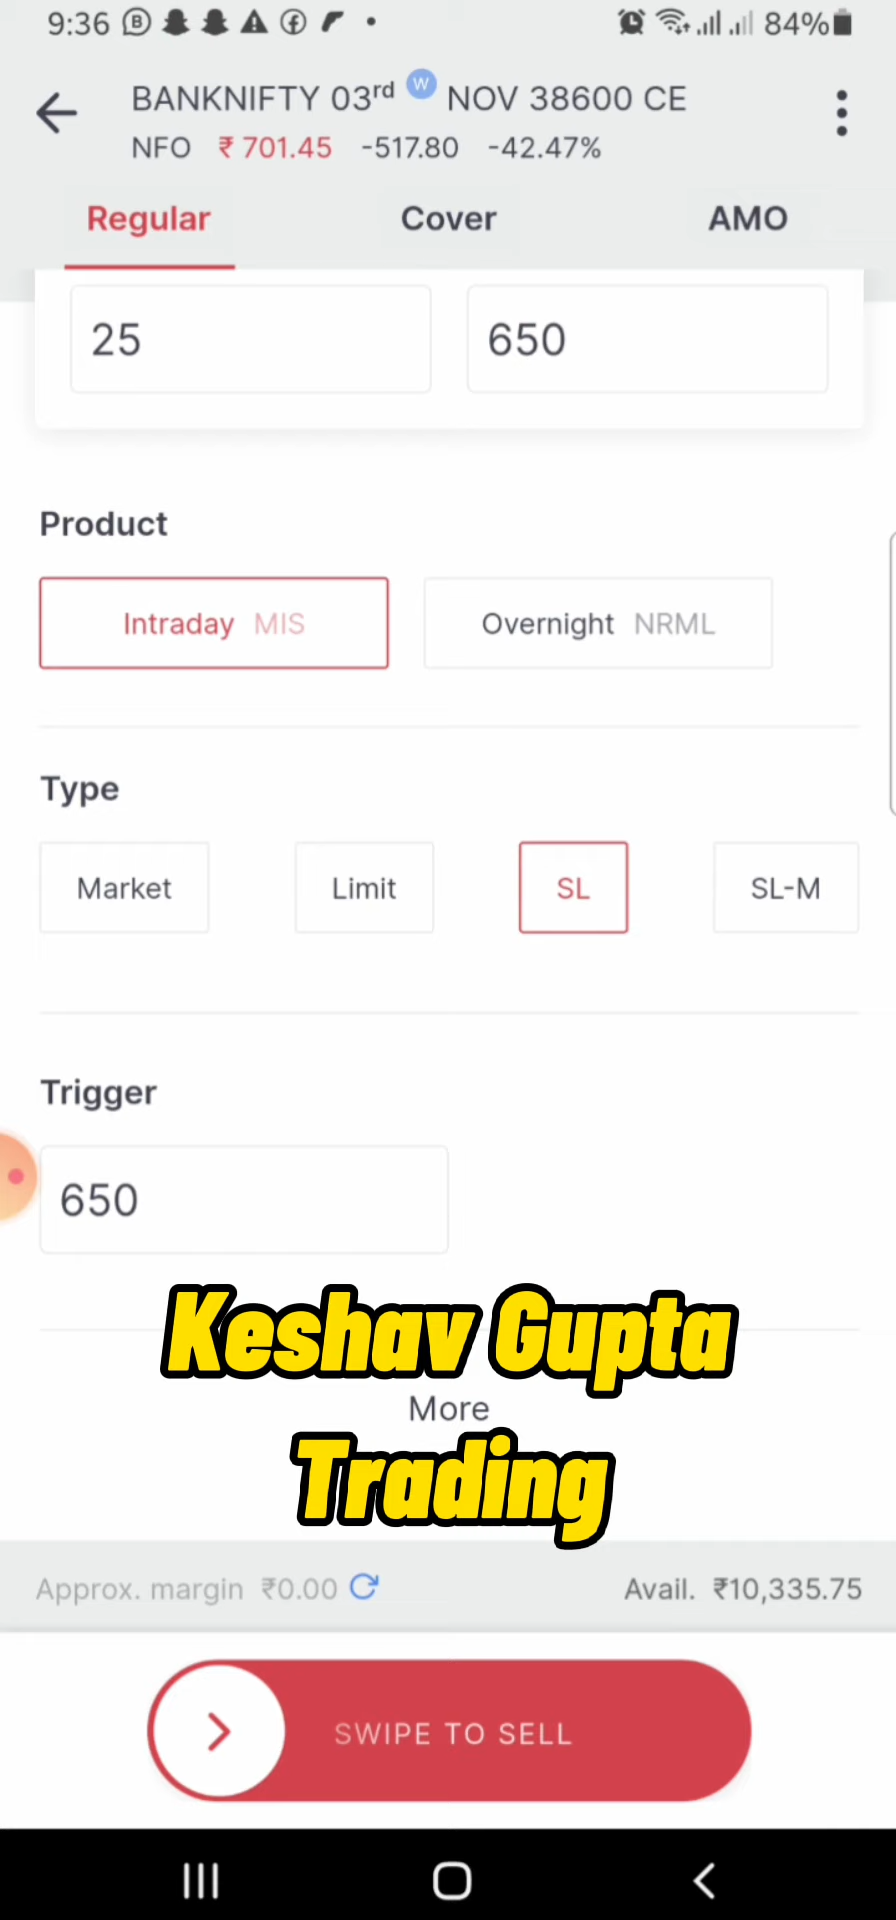 9:36 84%
BANKNIFTY 03rd W NOV 38600 CE
NFO ₹ 701.45 -517.80 -42.47%
Regular Cover AMO
25 650
Product
Intraday MIS Overnight NRML
Type
Market Limit SL SL-M
Trigger
650
Keshav Gupta
More
Trading
Approx. margin ₹0.00 Avail. ₹10,335.75
SWIPE TO SELL